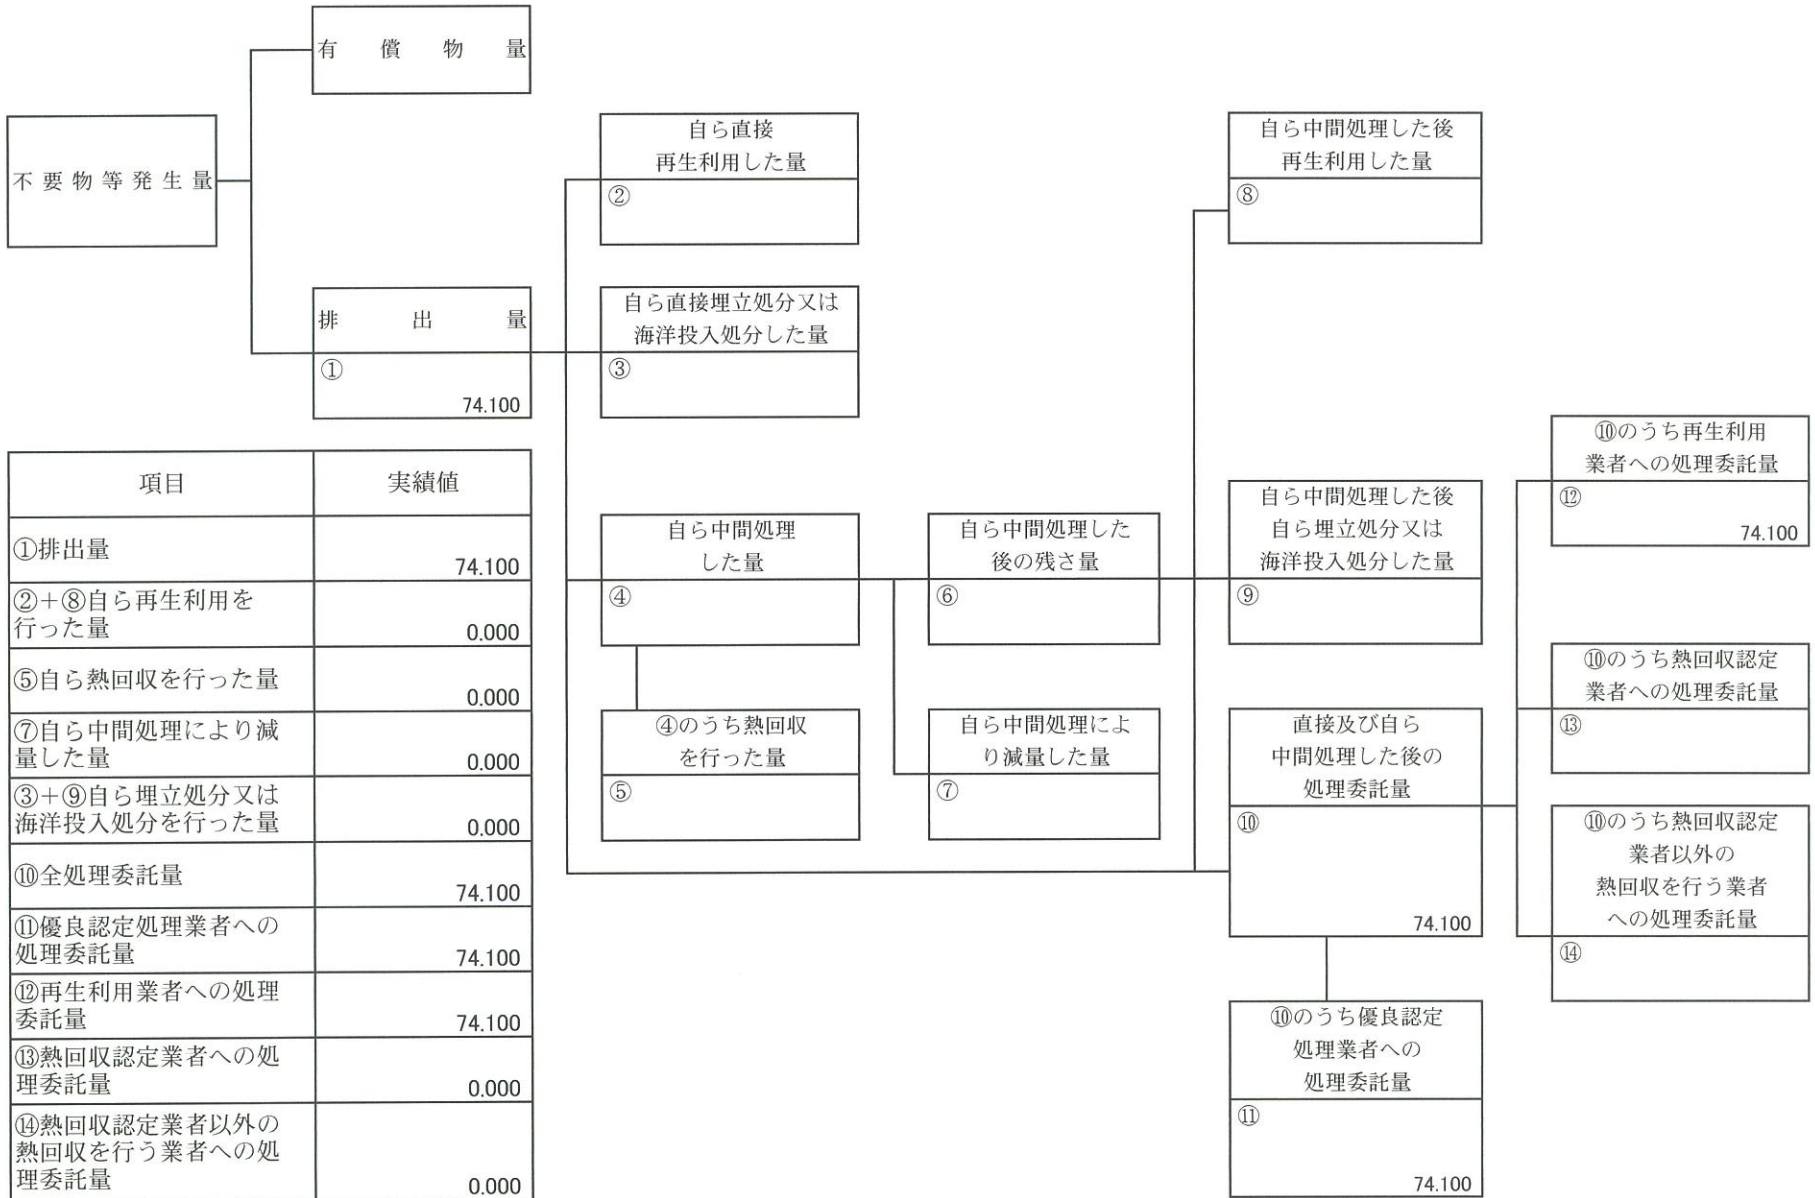 有償物量
不要物等発生量
排出量
①
74.100
自ら直接
再生利用した量
②
自ら直接埋立処分又は
海洋投入処分した量
③
自ら中間処理
した量
④
④のうち熱回収
を行った量
⑤
自ら中間処理した
後の残さ量
⑥
自ら中間処理によ
り減量した量
⑦
自ら中間処理した後
再生利用した量
⑧
自ら中間処理した後
自ら埋立処分又は
海洋投入処分した量
⑨
直接及び自ら
中間処理した後の
処理委託量
⑩
74.100
⑩のうち優良認定
処理業者への
処理委託量
⑪
74.100
⑩のうち再生利用
業者への処理委託量
⑫
74.100
⑩のうち熱回収認定
業者への処理委託量
⑬
⑩のうち熱回収認定
業者以外の
熱回収を行う業者
への処理委託量
⑭
項目 実績値
①排出量
74.100
②+⑧自ら再生利用を
行った量
0.000
⑤自ら熱回収を行った量
0.000
⑦自ら中間処理により減
量した量
0.000
③+⑨自ら埋立処分又は
海洋投入処分を行った量
0.000
⑩全処理委託量
74.100
⑪優良認定処理業者への
処理委託量
74.100
⑫再生利用業者への処理
委託量
74.100
⑬熱回収認定業者への処
理委託量
0.000
⑭熱回収認定業者以外の
熱回収を行う業者への処
理委託量
0.000